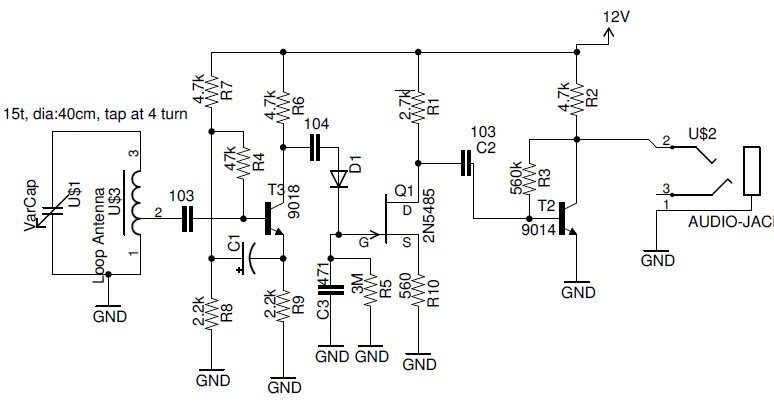 12V
15t, dia:40cm, tap at 4 turn
4.7k
R7
4.7k
R6
2.7k
R1
4.7k
R2
104
103
C2
U$2
2
3
1
AUDIO-JAC
GND
3
VarCap
U$1
Loop Antenna
U$3
2
1
GND
103
47k
R4
T3
9018
D1
Q1
D
G
S
2N5485
560k
R3
T2
9014
GND
C1
+
2.2k
R8
GND
2.2k
R9
GND
C3
471
GND
3M
R5
GND
560
R10
GND